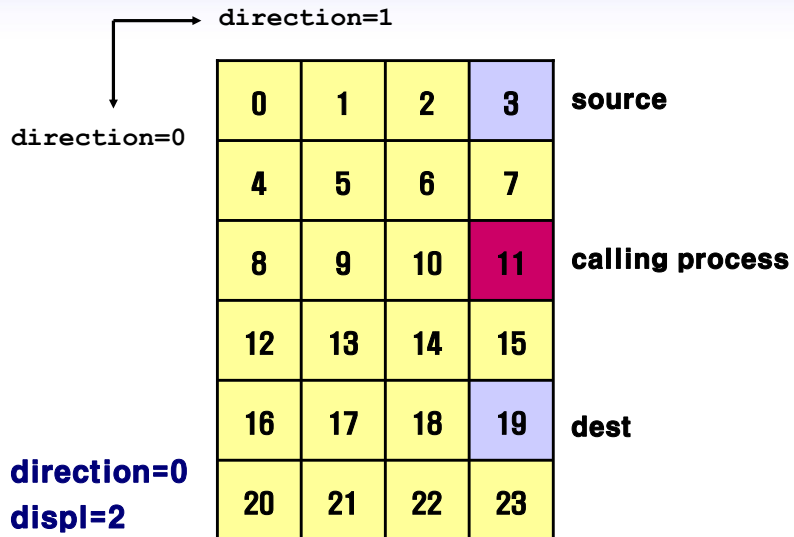 direction=1
direction=0
0 1 2 3 source
4 5 6 7
8 9 10 11 calling process
12 13 14 15
16 17 18 19 dest
20 21 22 23
direction=0
displ=2